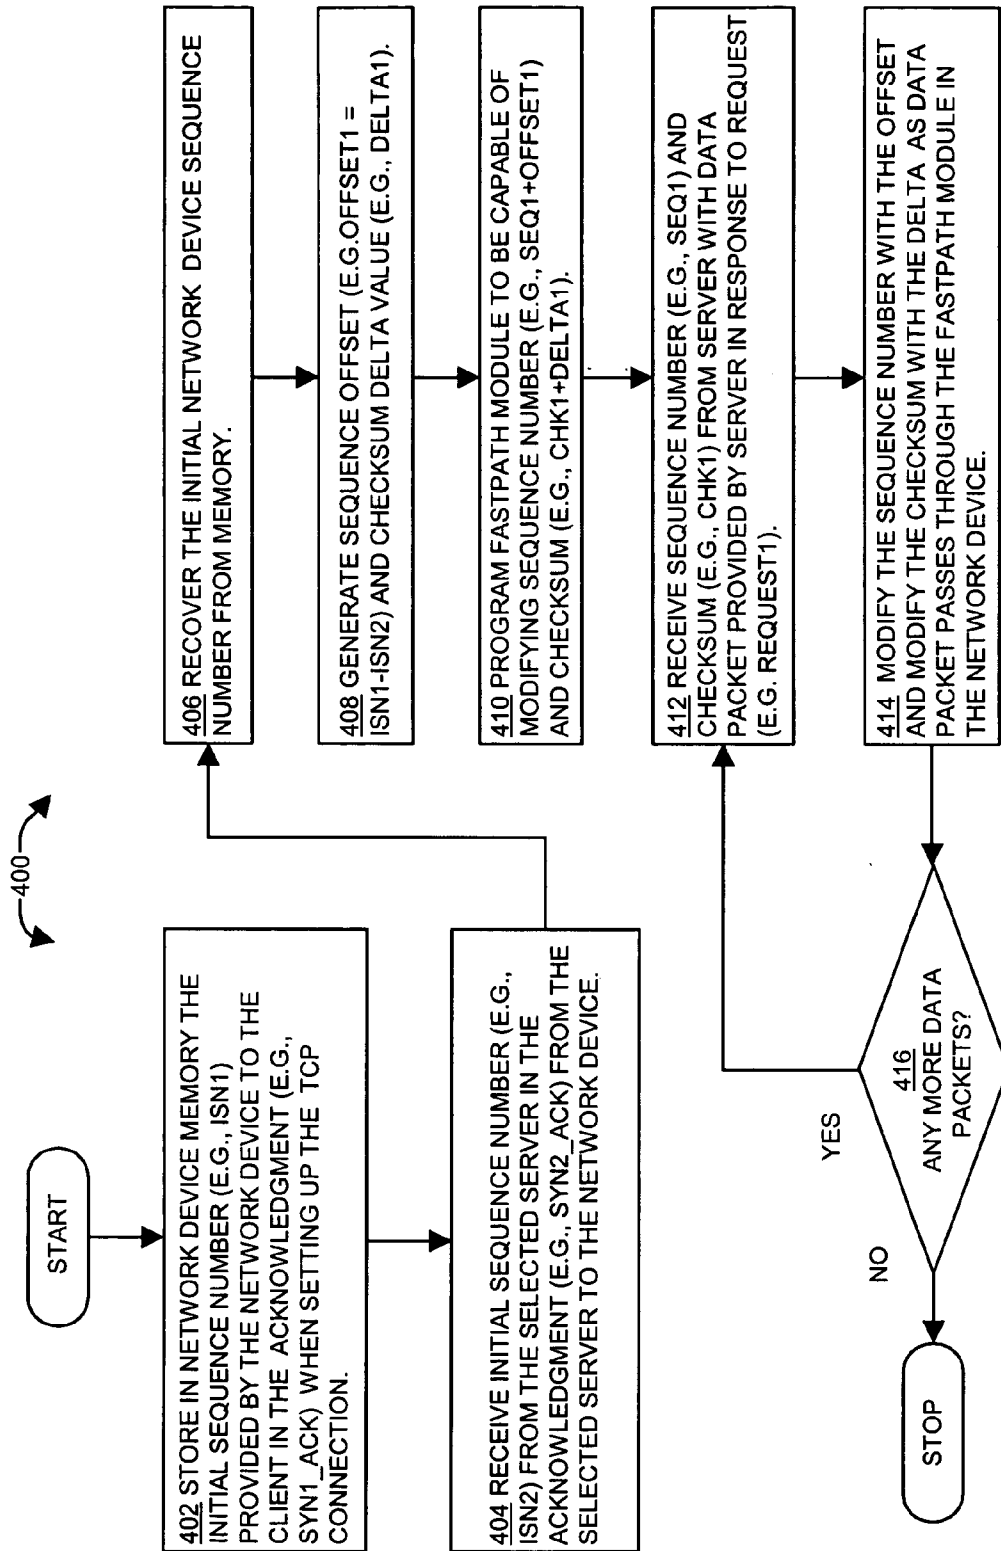 400
START
402 STORE IN NETWORK DEVICE MEMORY THE
INITIAL SEQUENCE NUMBER (E.G., ISN1)
PROVIDED BY THE NETWORK DEVICE TO THE
CLIENT IN THE ACKNOWLEDGMENT (E.G.,
SYN1_ACK) WHEN SETTING UP THE TCP
CONNECTION.
404 RECEIVE INITIAL SEQUENCE NUMBER (E.G.,
ISN2) FROM THE SELECTED SERVER IN THE
ACKNOWLEDGMENT (E.G., SYN2_ACK) FROM THE
SELECTED SERVER TO THE NETWORK DEVICE.
406 RECOVER THE INITIAL NETWORK DEVICE SEQUENCE
NUMBER FROM MEMORY.
408 GENERATE SEQUENCE OFFSET (E.G.OFFSET1 =
ISN1-ISN2) AND CHECKSUM DELTA VALUE (E.G., DELTA1).
410 PROGRAM FASTPATH MODULE TO BE CAPABLE OF
MODIFYING SEQUENCE NUMBER (E.G., SEQ1+OFFSET1)
AND CHECKSUM (E.G., CHK1+DELTA1).
412 RECEIVE SEQUENCE NUMBER (E.G., SEQ1) AND
CHECKSUM (E.G., CHK1) FROM SERVER WITH DATA
PACKET PROVIDED BY SERVER IN RESPONSE TO REQUEST
(E.G. REQUEST1).
414 MODIFY THE SEQUENCE NUMBER WITH THE OFFSET
AND MODIFY THE CHECKSUM WITH THE DELTA AS DATA
PACKET PASSES THROUGH THE FASTPATH MODULE IN
THE NETWORK DEVICE.
416
ANY MORE DATA
PACKETS?
YES
NO
STOP